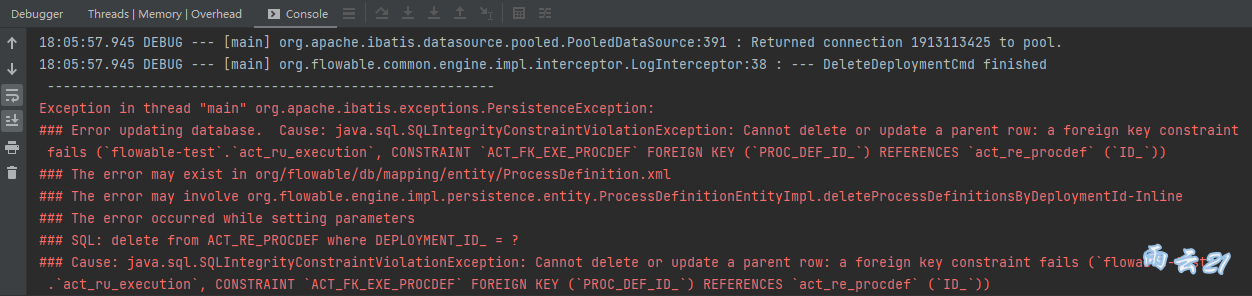 Debugger Threads | Memory | Overhead Console
18:05:57.945 DEBUG --- [main] org.apache.ibatis.datasource.pooled.PooledDataSource:391 : Returned connection 1913113425 to pool.
18:05:57.945 DEBUG --- [main] org.flowable.common.engine.impl.interceptor.LogInterceptor:38 : --- DeleteDeploymentCmd finished
--------------------------------------------------------
Exception in thread "main" org.apache.ibatis.exceptions.PersistenceException:
### Error updating database.  Cause: java.sql.SQLIntegrityConstraintViolationException: Cannot delete or update a parent row: a foreign key constraint
fails (`flowable-test`.`act_ru_execution`, CONSTRAINT `ACT_FK_EXE_PROCDEF` FOREIGN KEY (`PROC_DEF_ID_`) REFERENCES `act_re_procdef` (`ID_`))
### The error may exist in org/flowable/db/mapping/entity/ProcessDefinition.xml
### The error may involve org.flowable.engine.impl.persistence.entity.ProcessDefinitionEntityImpl.deleteProcessDefinitionsByDeploymentId-Inline
### The error occurred while setting parameters
### SQL: delete from ACT_RE_PROCDEF where DEPLOYMENT_ID_ = ?
### Cause: java.sql.SQLIntegrityConstraintViolationException: Cannot delete or update a parent row: a foreign key constraint fails (`flowa
.`act_ru_execution`, CONSTRAINT `ACT_FK_EXE_PROCDEF` FOREIGN KEY (`PROC_DEF_ID_`) REFERENCES `act_re_procdef` (`ID_`))
雨云21